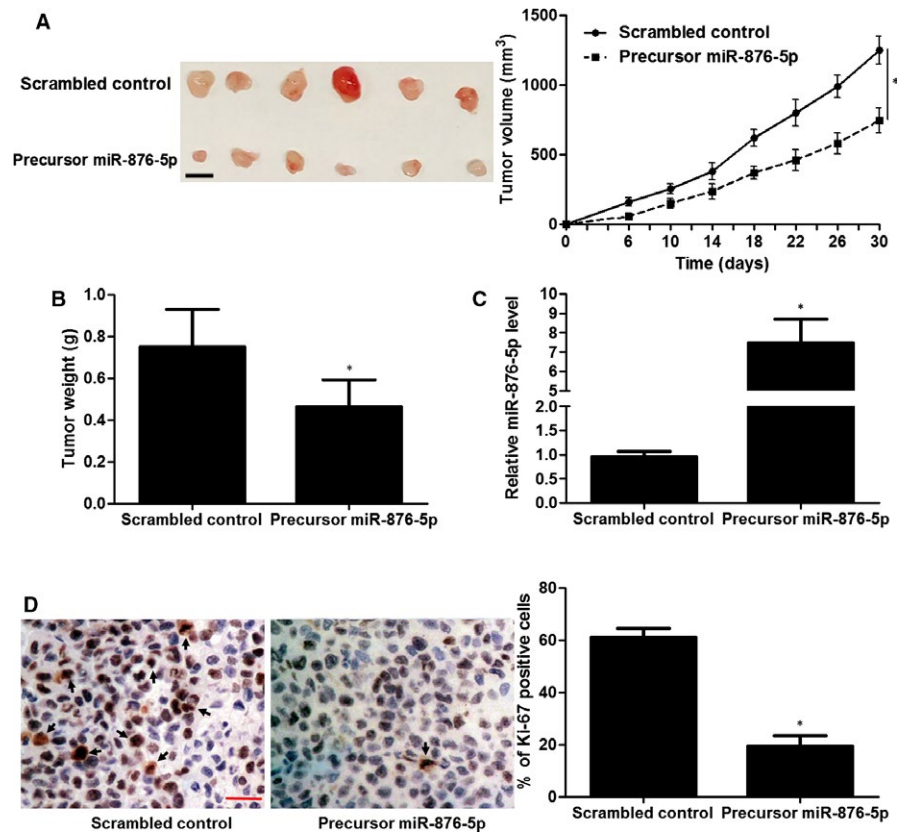 A
Scrambled control
Precursor miR-876-5p
Tumor volume (mm³)
1500
1000
500
0
Scrambled control
Precursor miR-876-5p
*
0 6 10 14 18 22 26 30
Time (days)
B
Tumor weight (g)
1.0
0.8
0.6
0.4
0.2
0.0
*
Scrambled control Precursor miR-876-5p
C
Relative miR-876-5p level
10
9
8
7
6
5
2.0
1.5
1.0
0.5
0.0
*
Scrambled control Precursor miR-876-5p
D
Scrambled control
Precursor miR-876-5p
% of Ki-67 positive cells
80
60
40
20
0
*
Scrambled control Precursor miR-876-5p